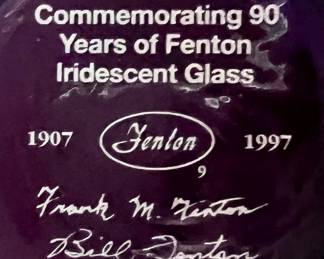 Commemorating 90
Years of Fenton
Iridescent Glass
1907 Fenton 1997
9
Frank M. Fenton
Bill Fenton